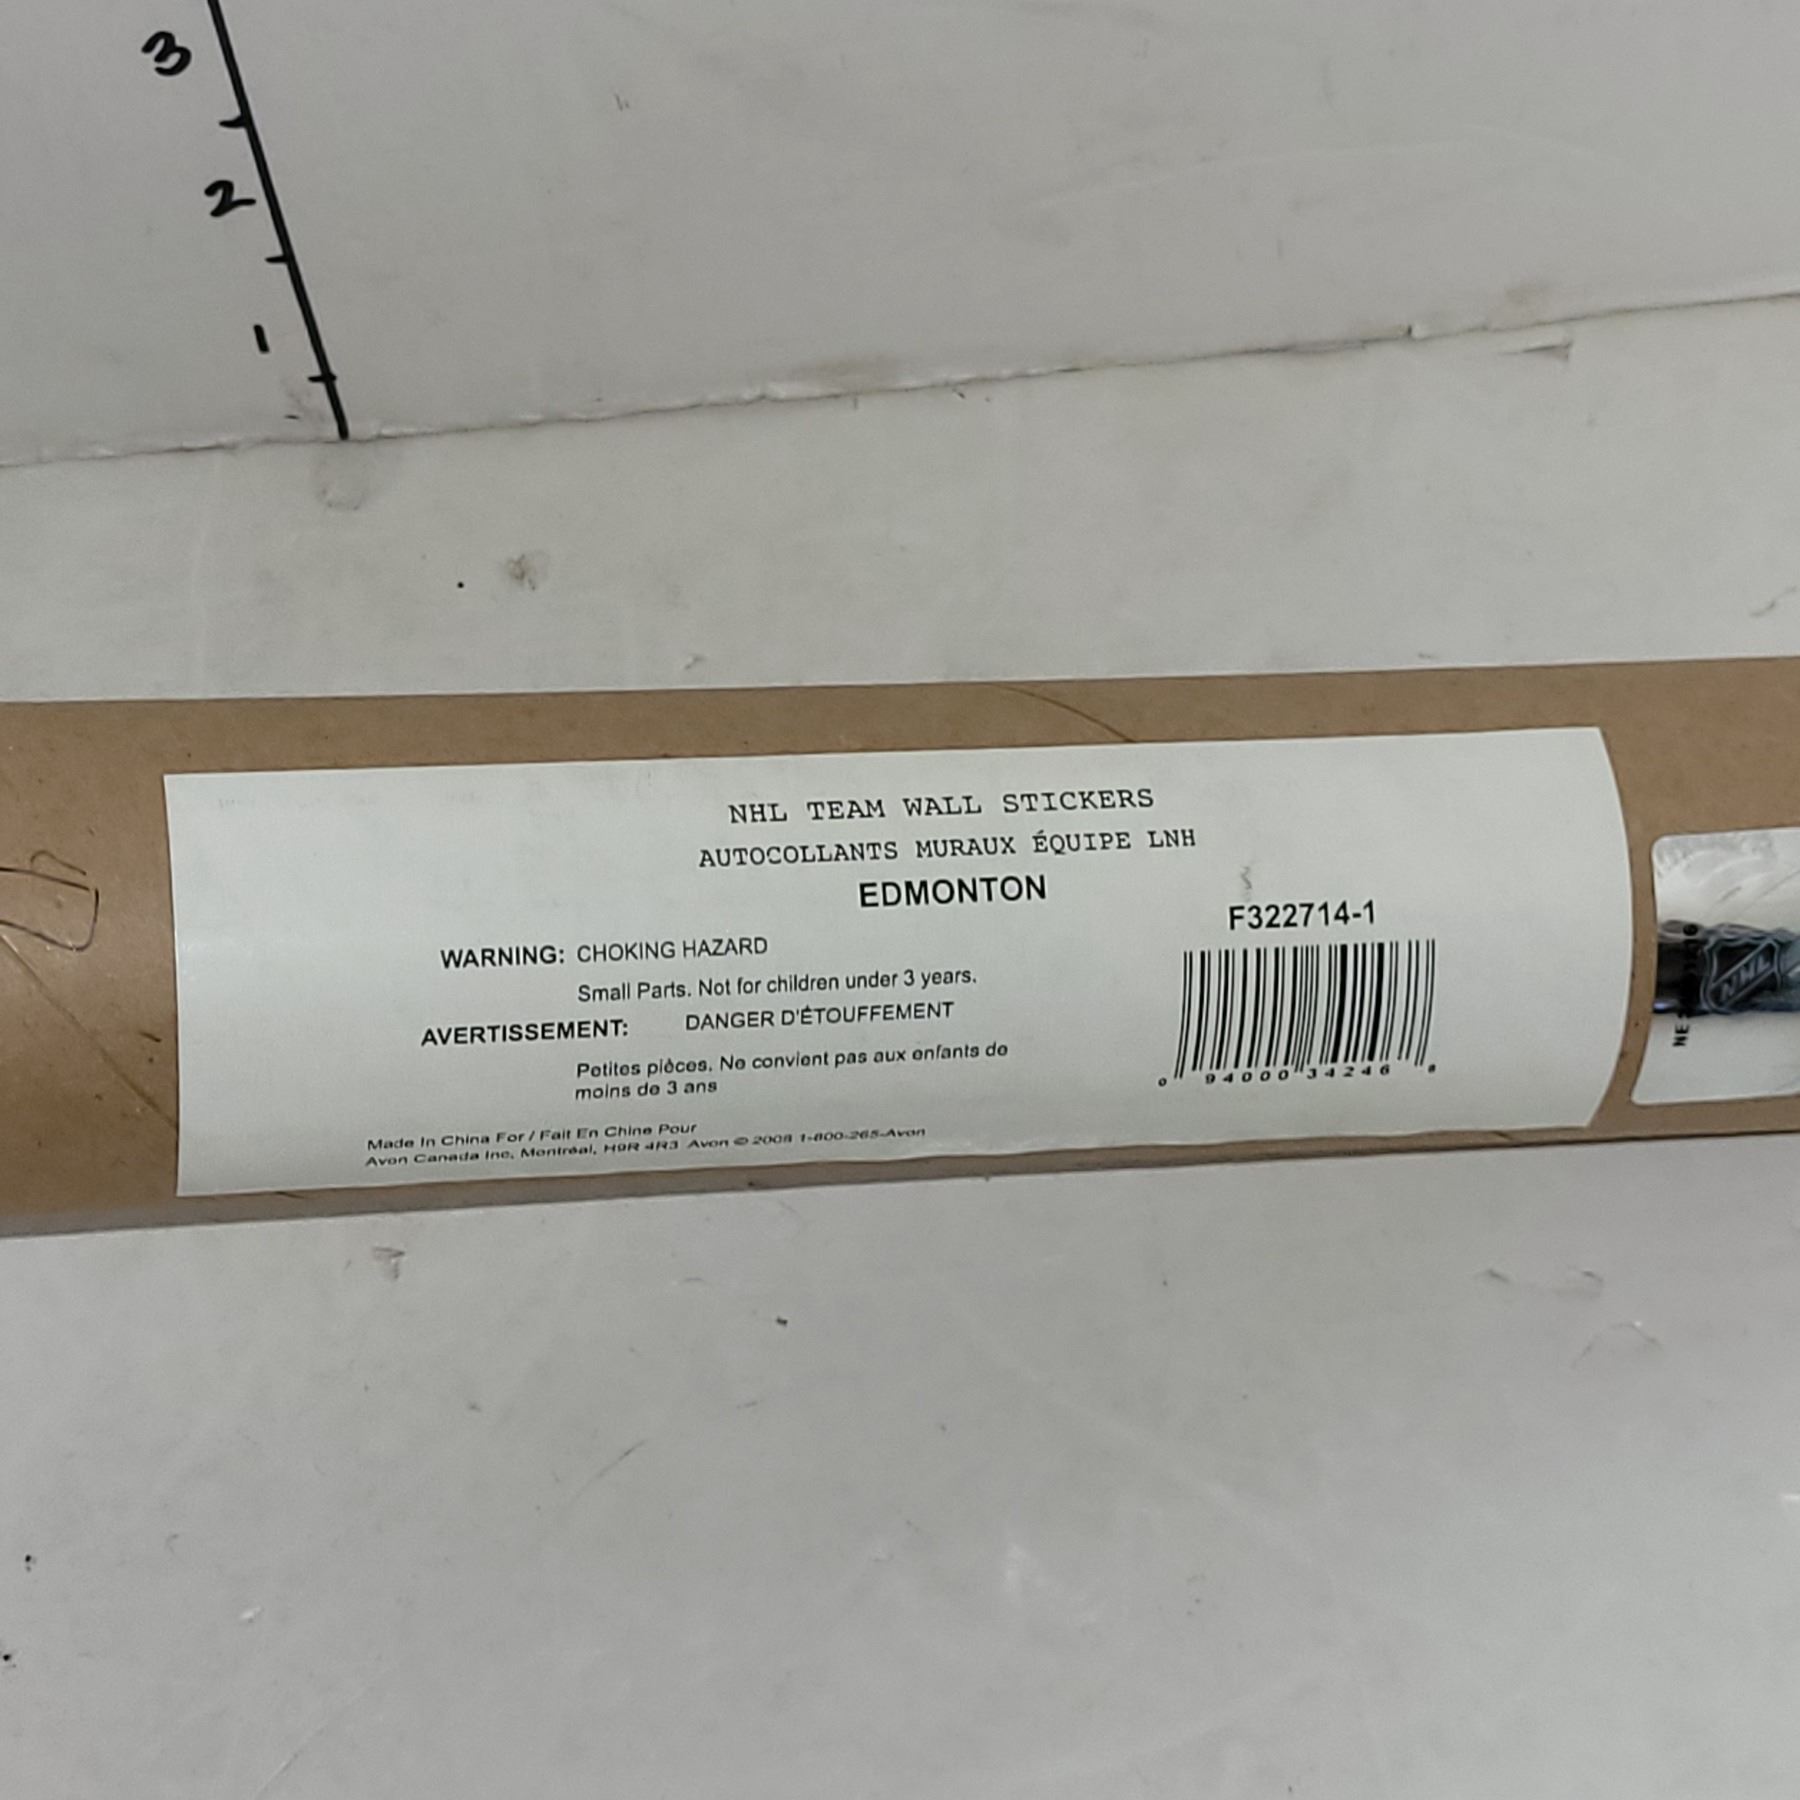 3
2
1
NHL TEAM WALL STICKERS
AUTOCOLLANTS MURAUX ÉQUIPE LNH
EDMONTON
F322714-1
WARNING: CHOKING HAZARD
Small Parts. Not for children under 3 years.
AVERTISSEMENT: DANGER D'ÉTOUFFEMENT
Petites pièces. Ne convient pas aux enfants de
moins de 3 ans
0 94000 34246 8
Made In China For / Fait En Chine Pour
Avon Canada Inc. Montréal, H9R 4R3 Avon © 2008 1-800-265-Avon
NHL